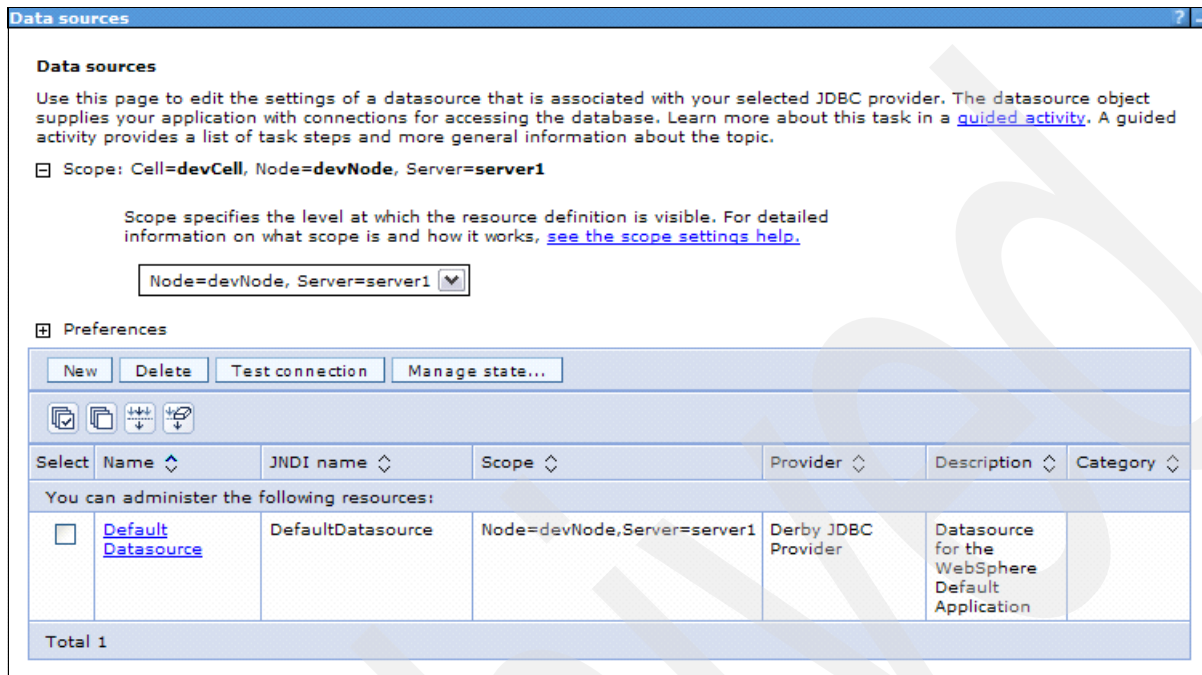 Data sources ? -
Data sources
Use this page to edit the settings of a datasource that is associated with your selected JDBC provider. The datasource object
supplies your application with connections for accessing the database. Learn more about this task in a guided activity. A guided
activity provides a list of task steps and more general information about the topic.
Scope: Cell=devCell, Node=devNode, Server=server1
Scope specifies the level at which the resource definition is visible. For detailed
information on what scope is and how it works, see the scope settings help.
Node=devNode, Server=server1
Preferences
New Delete Test connection Manage state...
Select Name JNDI name Scope Provider Description Category
You can administer the following resources:
Default
Datasource
DefaultDatasource
Node=devNode,Server=server1
Derby JDBC
Provider
Datasource
for the
WebSphere
Default
Application
Total 1